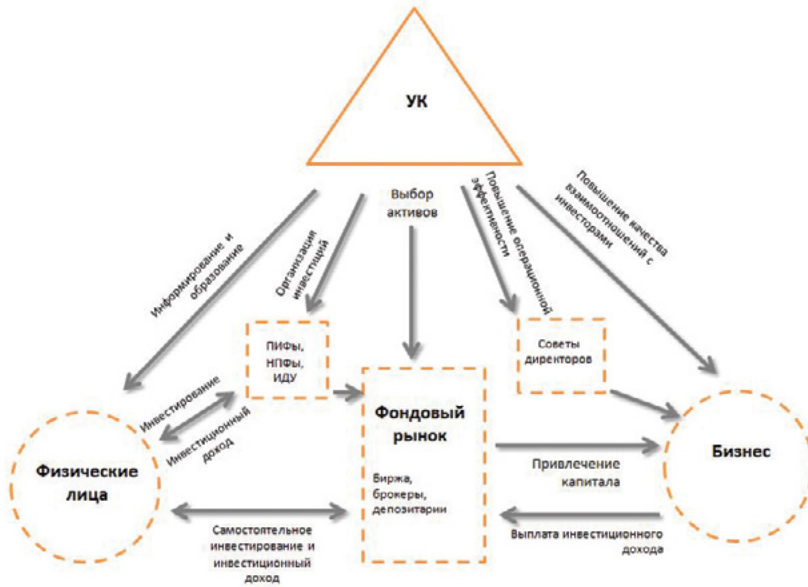 УК
Информирование и
образование
Организация
инвестиций
Выбор
активов
Повышение операционной
эффективности
Повышение качества
взаимоотношений с
инвесторами
ПИФы,
НПФы,
ИДУ
Советы
директоров
Инвестирование
Инвестиционный
доход
Физические
лица
Фондовый
рынок
Биржа,
брокеры,
депозитарии
Бизнес
Привлечение
капитала
Самостоятельное
инвестирование и
инвестиционный
доход
Выплата инвестиционного
дохода